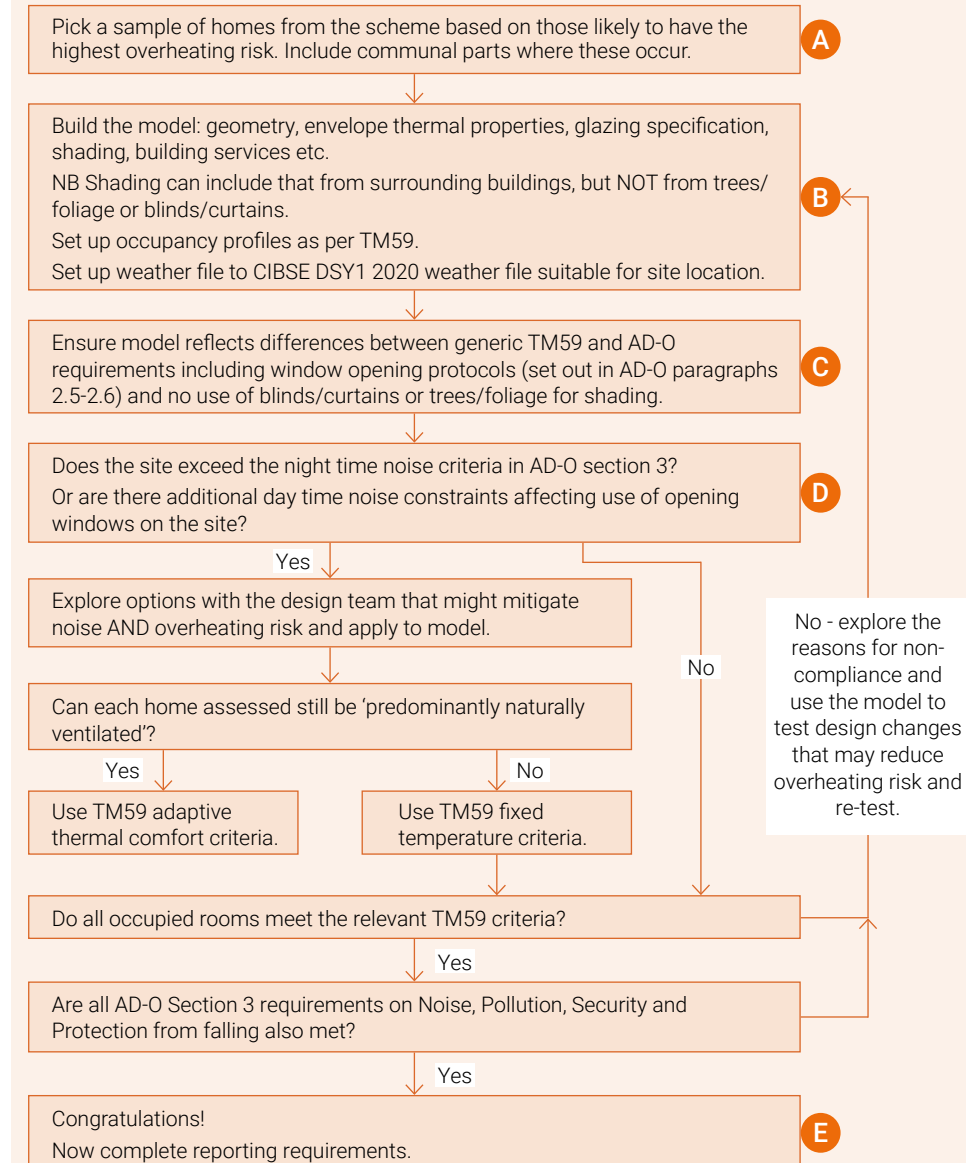 Pick a sample of homes from the scheme based on those likely to have the
highest overheating risk. Include communal parts where these occur.
A
Build the model: geometry, envelope thermal properties, glazing specification,
shading, building services etc.
NB Shading can include that from surrounding buildings, but NOT from trees/
foliage or blinds/curtains.
Set up occupancy profiles as per TM59.
Set up weather file to CIBSE DSY1 2020 weather file suitable for site location.
B
Ensure model reflects differences between generic TM59 and AD-O
requirements including window opening protocols (set out in AD-O paragraphs
2.5-2.6) and no use of blinds/curtains or trees/foliage for shading.
C
Does the site exceed the night time noise criteria in AD-O section 3?
Or are there additional day time noise constraints affecting use of opening
windows on the site?
D
Yes
Explore options with the design team that might mitigate
noise AND overheating risk and apply to model.
No
Can each home assessed still be ‘predominantly naturally
ventilated’?
Yes
No
Use TM59 adaptive
thermal comfort criteria.
Use TM59 fixed
temperature criteria.
No - explore the
reasons for non-
compliance and
use the model to
test design changes
that may reduce
overheating risk and
re-test.
Do all occupied rooms meet the relevant TM59 criteria?
Yes
Are all AD-O Section 3 requirements on Noise, Pollution, Security and
Protection from falling also met?
Yes
Congratulations!
Now complete reporting requirements.
E